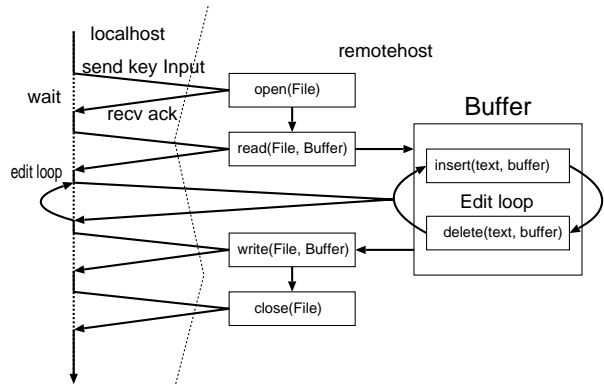 localhost
remotehost
send key Input
open(File)
wait
recv ack
Buffer
read(File, Buffer)
insert(text, buffer)
edit loop
Edit loop
delete(text, buffer)
write(File, Buffer)
close(File)